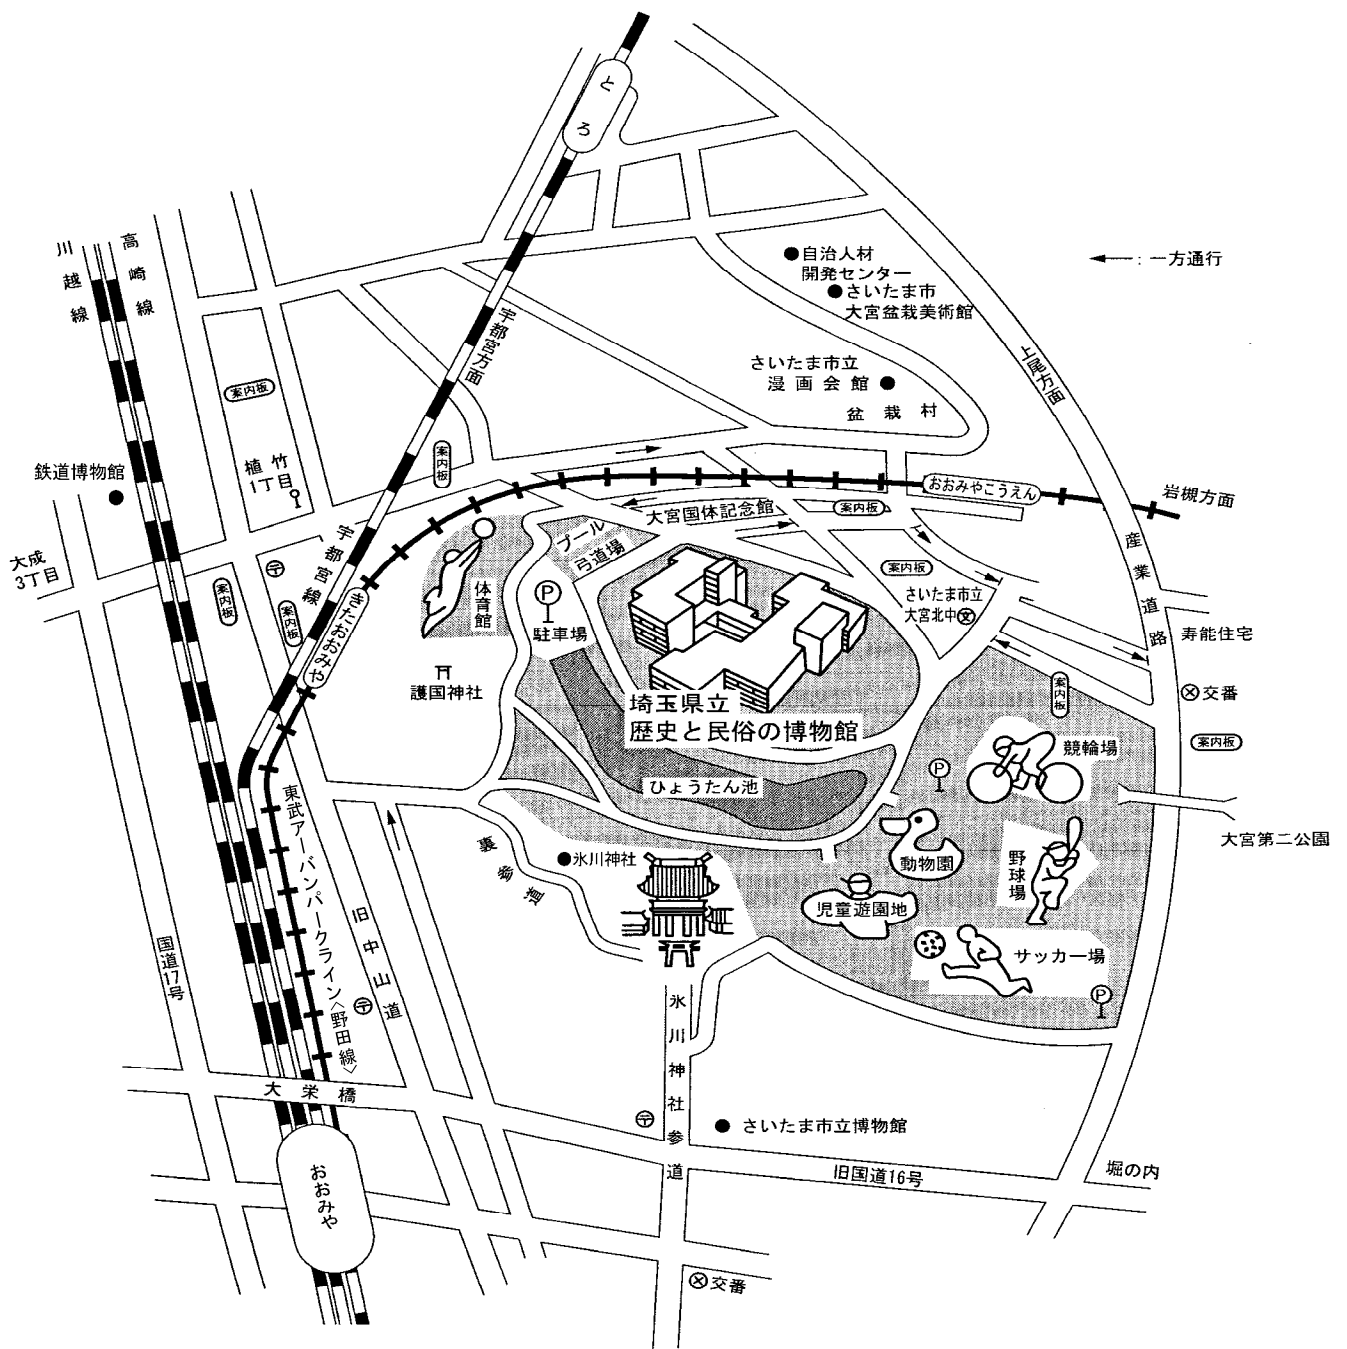 とろ
川越線
高崎線
自治人材
開発センター
さいたま市
大宮盆栽美術館
←：一方通行
宇都宮方面
上尾方面
さいたま市立
漫画会館
盆栽村
案内板
案内板
植竹
1丁目
鉄道博物館
おおみやこうえん
岩槻方面
大宮国体記念館
案内板
プール
弓道場
宇都宮線
大成
3丁目
〒
案内板
案内板
きたおおみや
体育館
P
駐車場
案内板
さいたま市立
大宮北中
文
産業道路
寿能住宅
護国神社
埼玉県立
歴史と民俗の博物館
案内板
交番
案内板
競輪場
P
ひょうたん池
東武アーバンパークライン〈野田線〉
大宮第二公園
裏参道
氷川神社
動物園
野球場
児童遊園地
サッカー場
P
旧中山道
国道17号
〒
氷川神社参道
大栄橋
〒
さいたま市立博物館
旧国道16号
堀の内
おおみや
交番